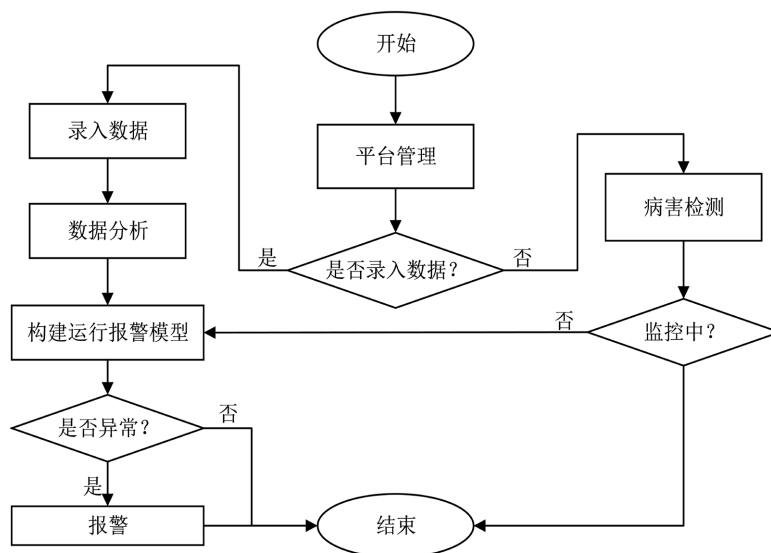 开始
录入数据
平台管理
病害检测
数据分析
是
是否录入数据？
否
构建运行报警模型
否
监控中？
是否异常？
否
是
报警
结束